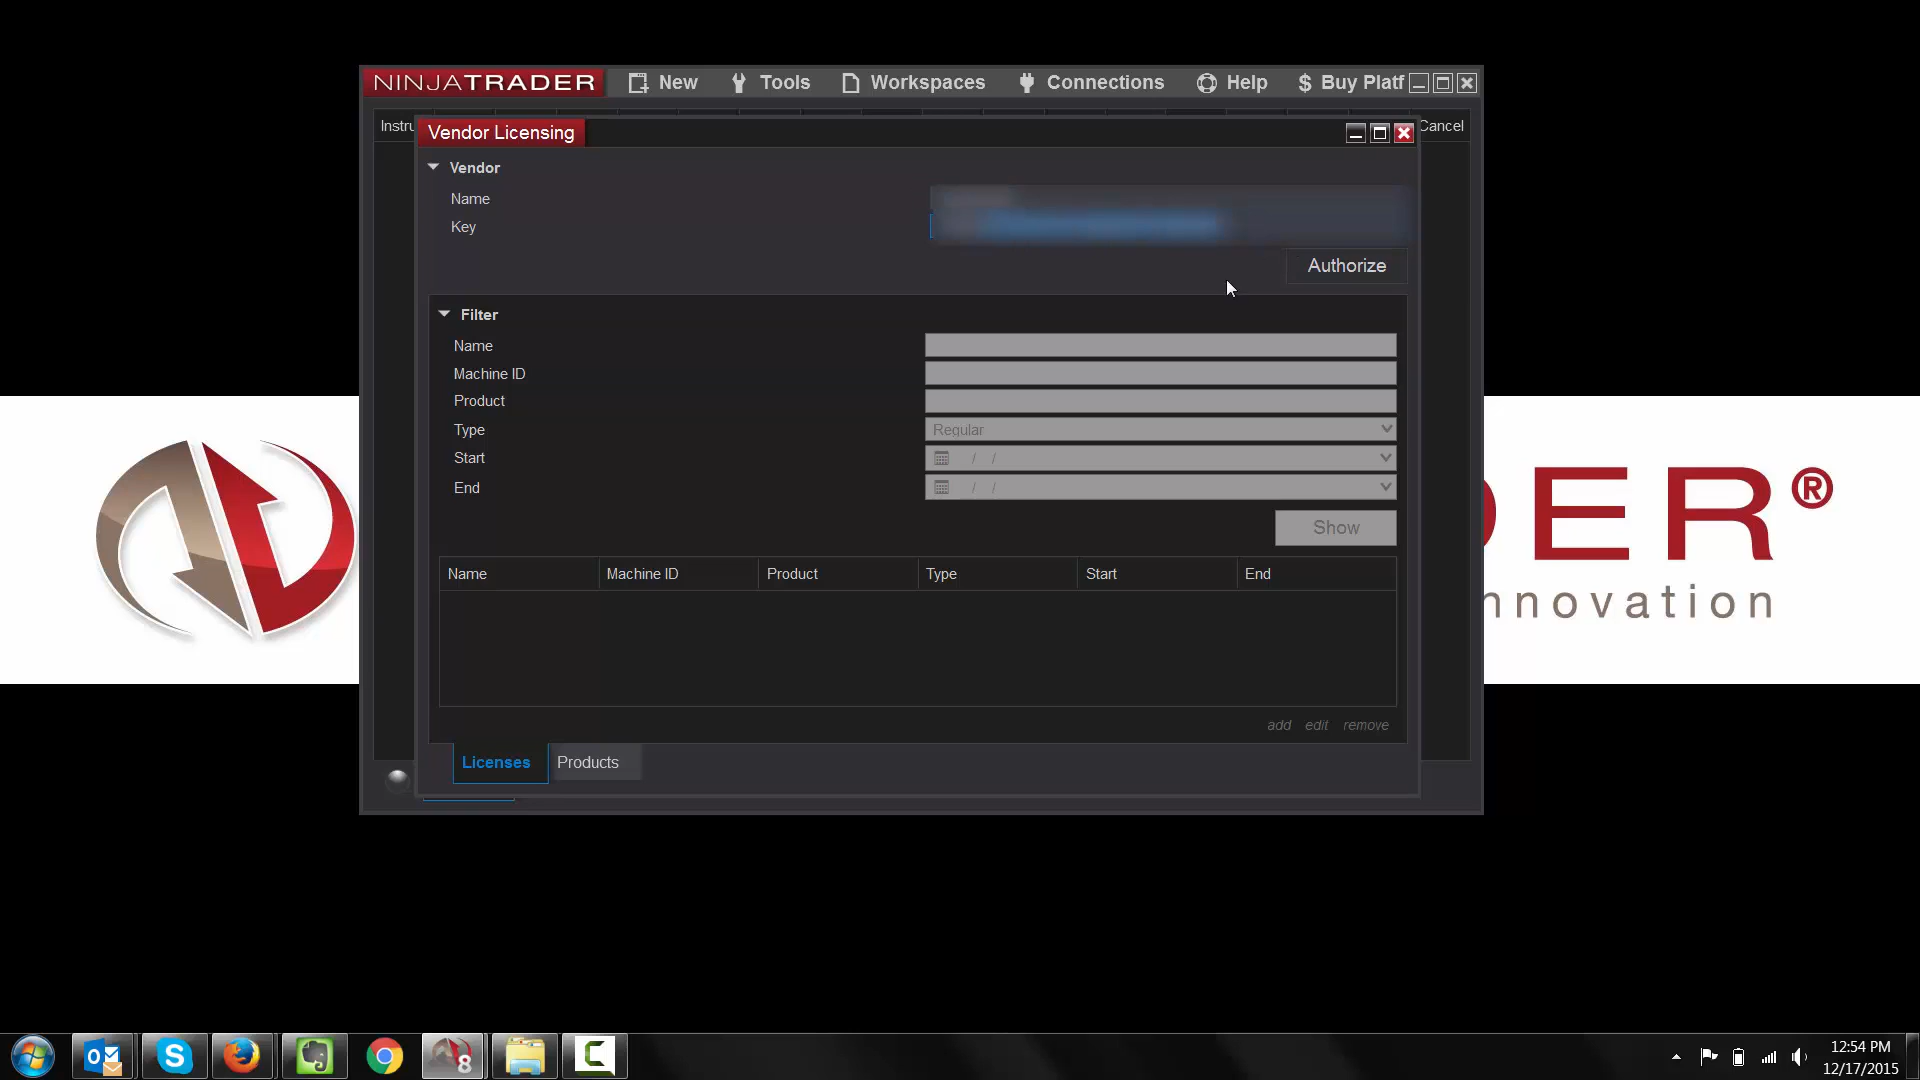 NINJATRADER New Tools Workspaces Connections Help $ Buy Platf
Instru Cancel
Vendor Licensing
Vendor
Name
Key
Authorize
Filter
Name
Machine ID
Product
Type Regular
Start / /
End / /
Show
Name Machine ID Product Type Start End
add edit remove
Licenses Products
DER®
nnovation
8
12:54 PM
12/17/2015